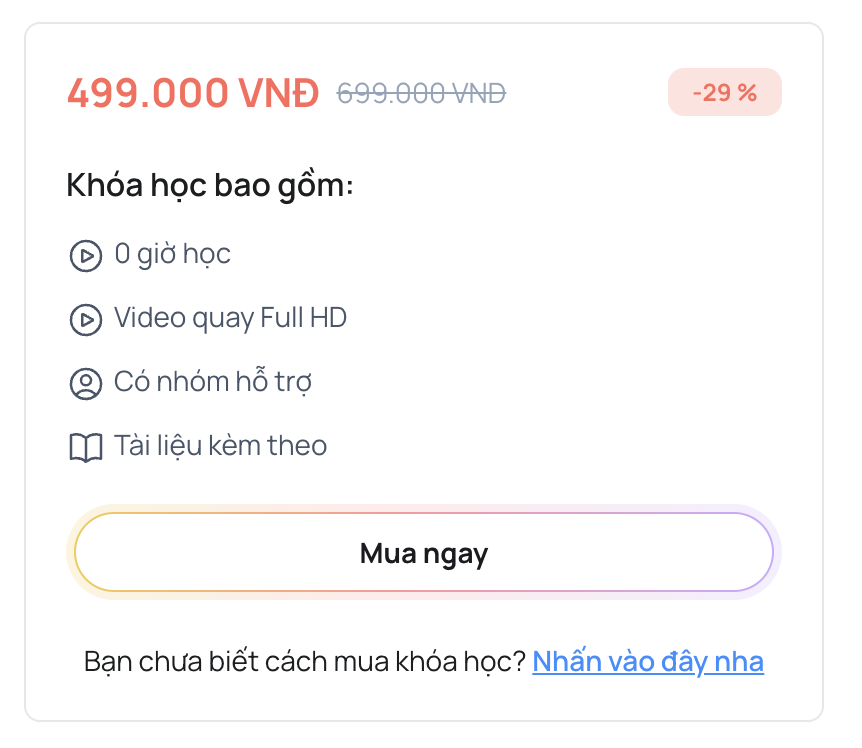 499.000 VNĐ 699.000 VNĐ -29 %
Khóa học bao gồm:
0 giờ học
Video quay Full HD
Có nhóm hỗ trợ
Tài liệu kèm theo
Mua ngay
Bạn chưa biết cách mua khóa học? Nhấn vào đây nha